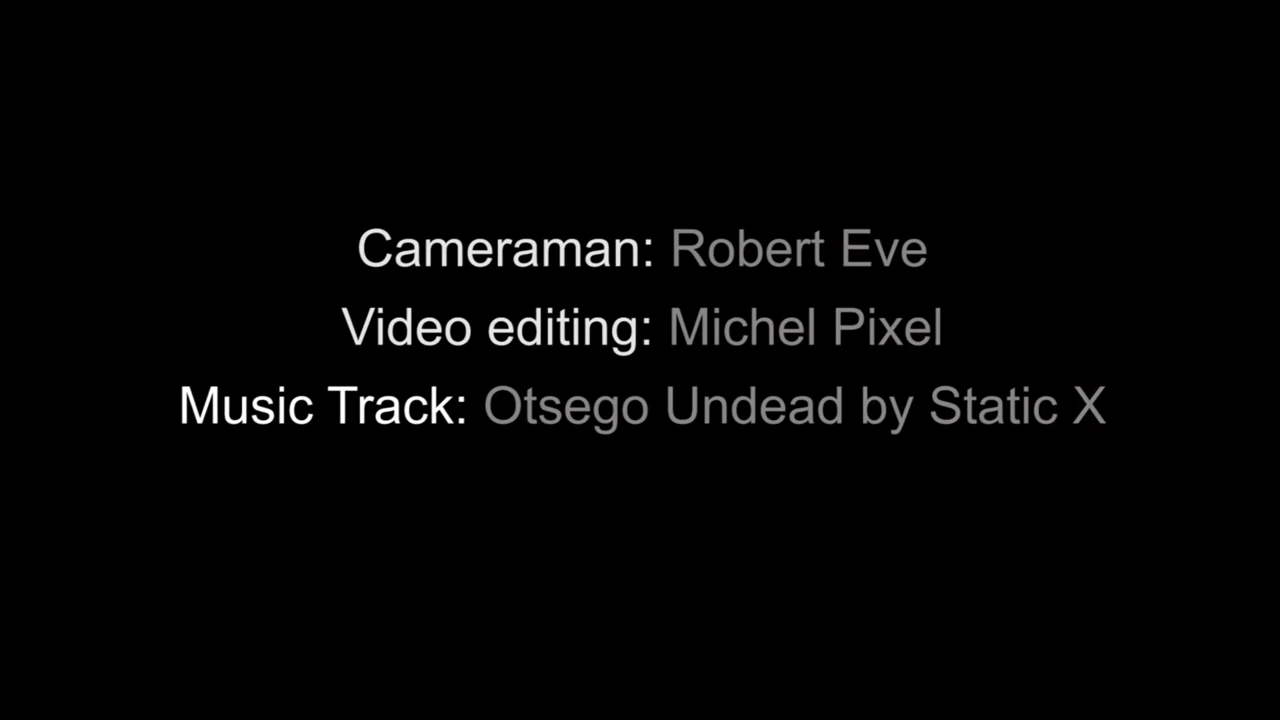 Cameraman: Robert Eve
Video editing: Michel Pixel
Music Track: Otsego Undead by Static X